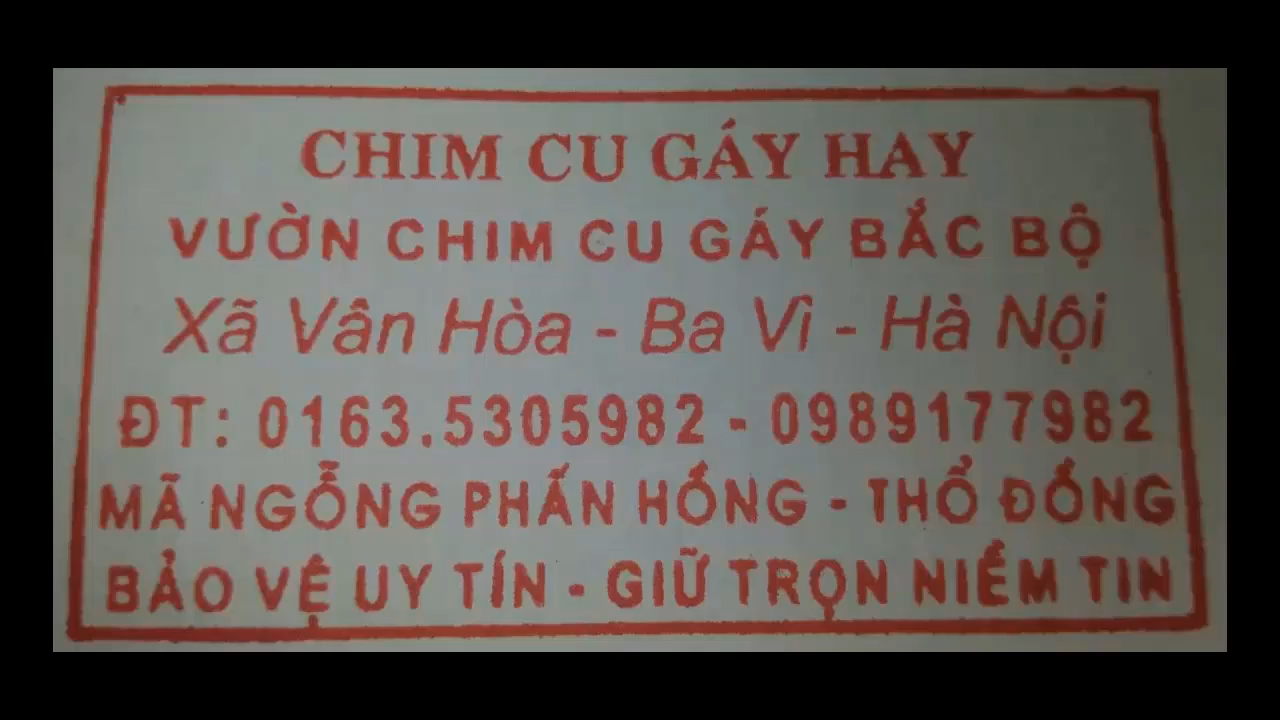 CHIM CU GÁY HAY
VƯỜN CHIM CU GÁY BẮC BỘ
Xã Vân Hòa - Ba Vì - Hà Nội
ĐT: 0163.5305982 - 0989177982
MÃ NGỖNG PHẤN HỒNG - THỔ ĐỒNG
BẢO VỆ UY TÍN - GIỮ TRỌN NIỀM TIN